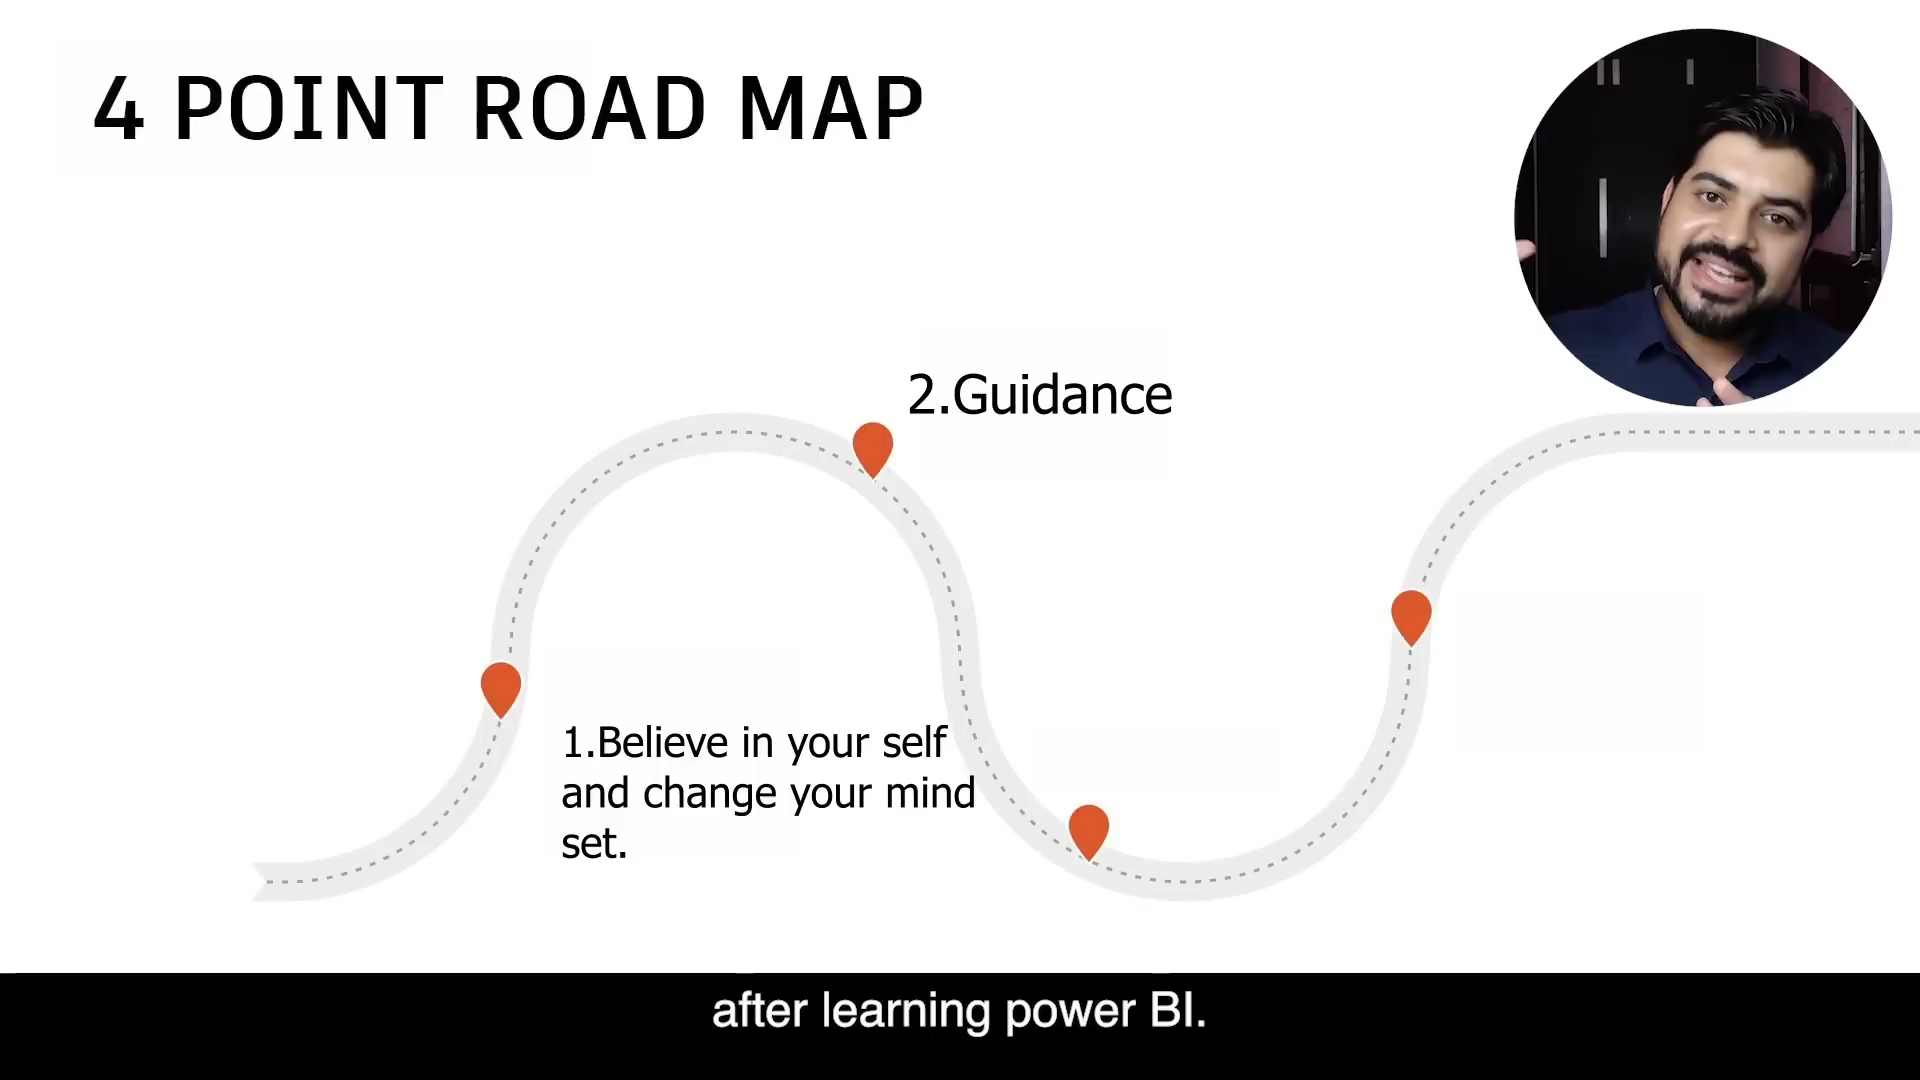 4 POINT ROAD MAP
2.Guidance
1.Believe in your self
and change your mind
set.
after learning power BI.